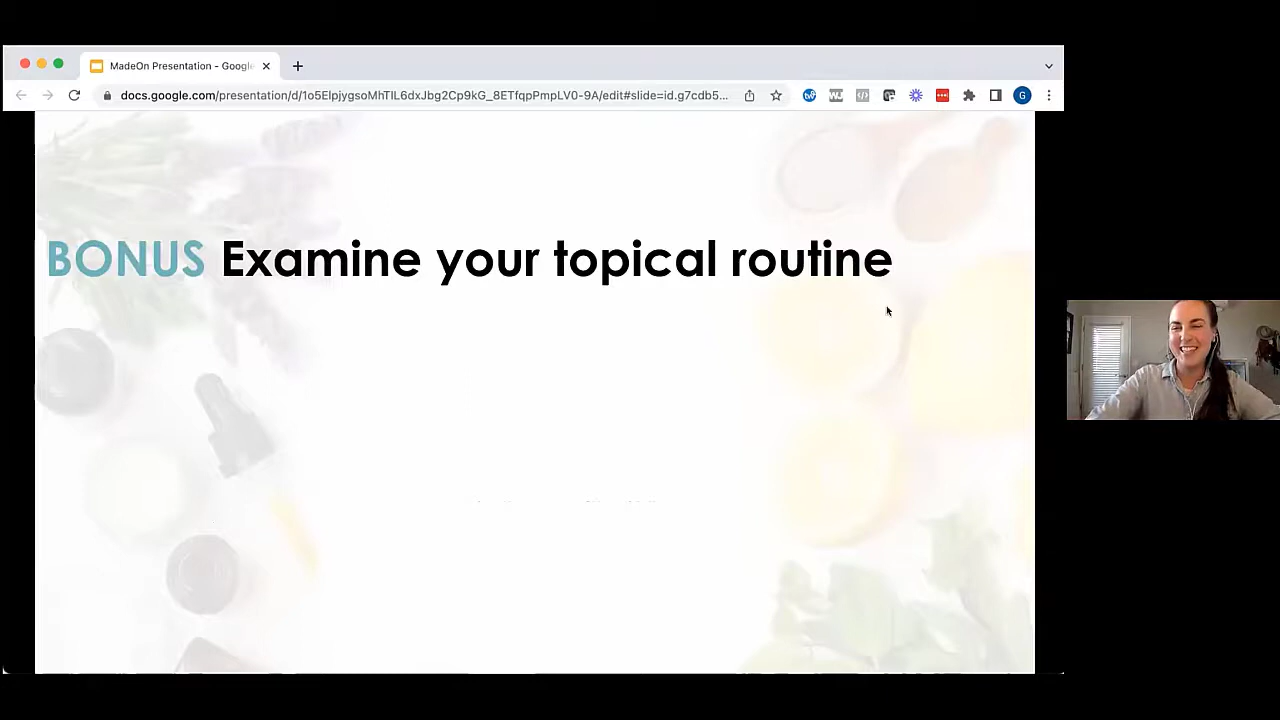 MadeOn Presentation - Googl
docs.google.com/presentation/d/1o5ElpjygsoMhTIL6dxJbg2Cp9kG_8ETfqpPmpLV0-9A/edit#slide=id.g7cdb5...
G
BONUS Examine your topical routine